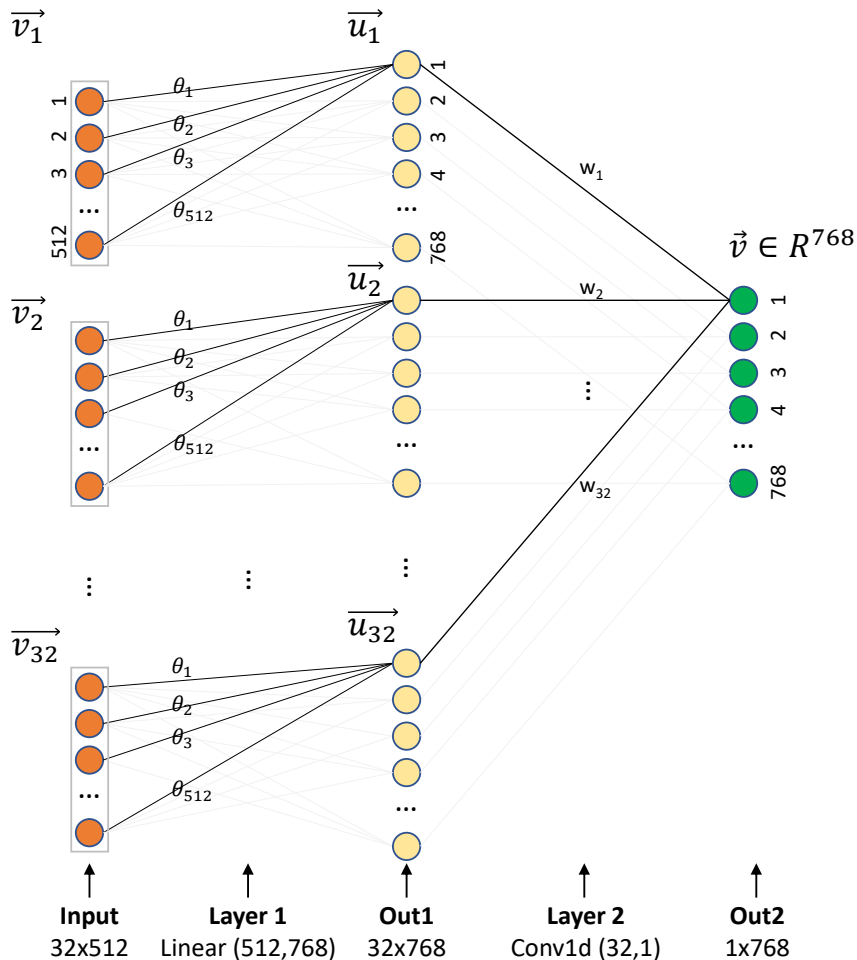 v₁
u₁
1
2
3
...
512
θ₁
θ₂
θ₃
θ₅₁₂
1
2
3
4
...
768
w₁
v ∈ R⁷⁶⁸
v₂
u₂
θ₁
θ₂
θ₃
θ₅₁₂
...
...
w₂
...
w₃₂
1
2
3
4
...
768
...
...
...
v₃₂
u₃₂
θ₁
θ₂
θ₃
θ₅₁₂
...
...
Input
32x512
Layer 1
Linear (512,768)
Out1
32x768
Layer 2
Conv1d (32,1)
Out2
1x768